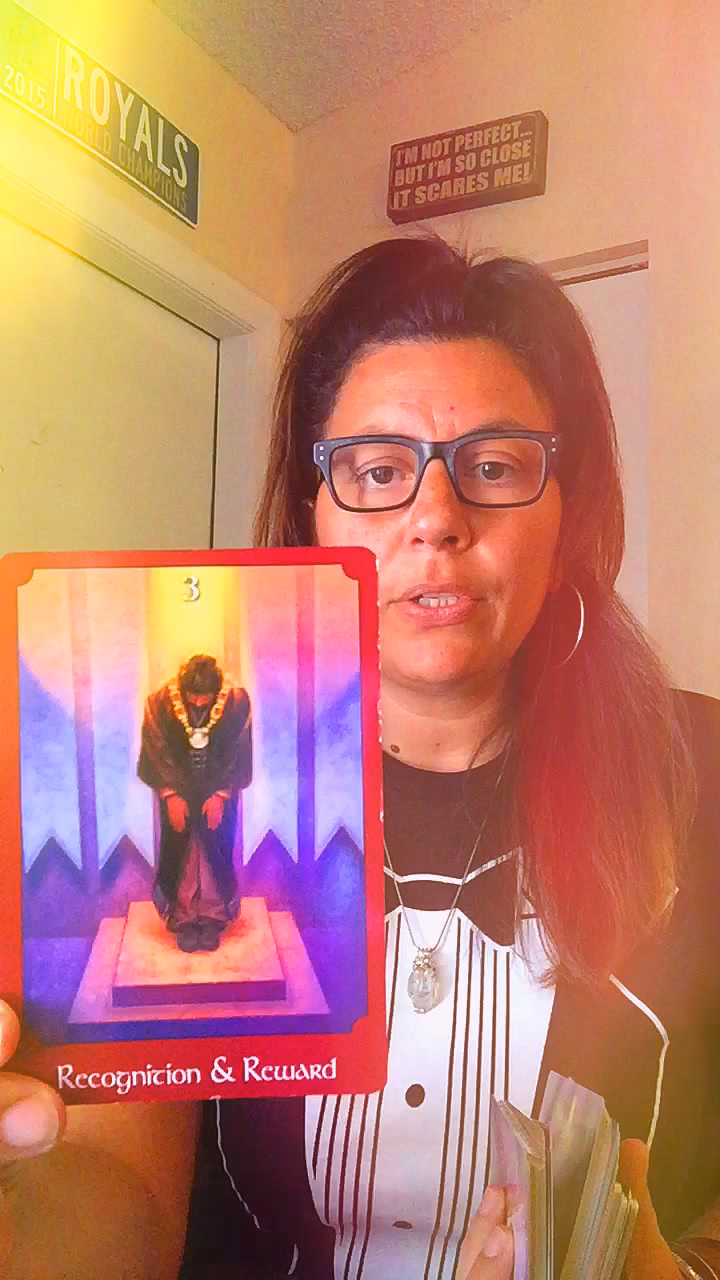 2015 ROYALS
WORLD CHAMPIONS
I'M NOT PERFECT...
BUT I'M SO CLOSE
IT SCARES ME!
3
Recognition & Reward